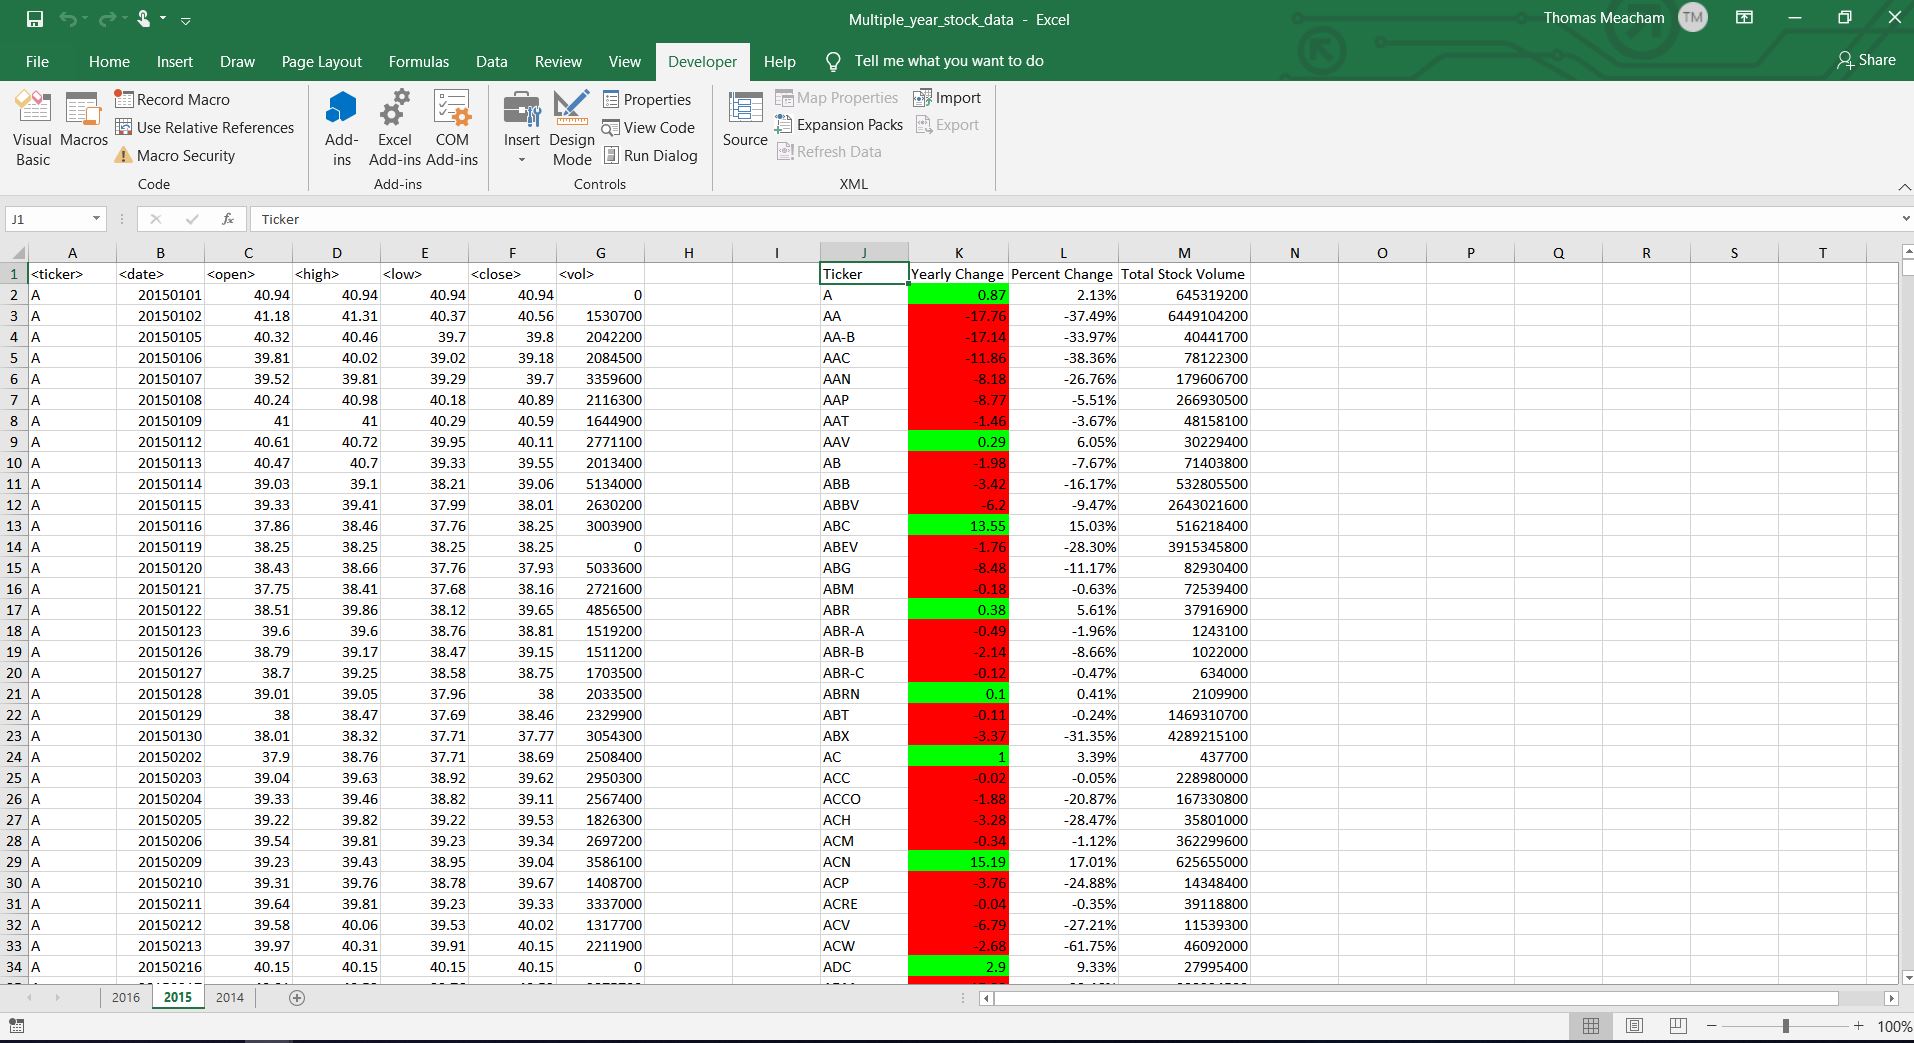 Multiple_year_stock_data - Excel
Thomas Meacham TM
File Home Insert Draw Page Layout Formulas Data Review View Developer Help Tell me what you want to do Share
Visual Basic
Macros
Record Macro
Use Relative References
Macro Security
Code
Add-ins
Excel Add-ins
COM Add-ins
Add-ins
Insert
Design Mode
Properties
View Code
Run Dialog
Controls
Source
Map Properties
Expansion Packs
Refresh Data
Import
Export
XML
J1 fx Ticker
A B C D E F G H I J K L M N O P Q R S T
1 <ticker> <date> <open> <high> <low> <close> <vol> Ticker Yearly Change Percent Change Total Stock Volume
2 A 20150101 40.94 40.94 40.94 40.94 0 A 0.87 2.13% 645319200
3 A 20150102 41.18 41.31 40.37 40.56 1530700 AA -17.76 -37.49% 6449104200
4 A 20150105 40.32 40.46 39.7 39.8 2042200 AA-B -17.14 -33.97% 40441700
5 A 20150106 39.81 40.02 39.02 39.18 2084500 AAC -11.86 -38.36% 78122300
6 A 20150107 39.52 39.81 39.29 39.7 3359600 AAN -8.18 -26.76% 179606700
7 A 20150108 40.24 40.98 40.18 40.89 2116300 AAP -8.77 -5.51% 266930500
8 A 20150109 41 41 40.29 40.59 1644900 AAT -1.46 -3.67% 48158100
9 A 20150112 40.61 40.72 39.95 40.11 2771100 AAV 0.29 6.05% 30229400
10 A 20150113 40.47 40.7 39.33 39.55 2013400 AB -1.98 -7.67% 71403800
11 A 20150114 39.03 39.1 38.21 39.06 5134000 ABB -3.42 -16.17% 532805500
12 A 20150115 39.33 39.41 37.99 38.01 2630200 ABBV -6.2 -9.47% 2643021600
13 A 20150116 37.86 38.46 37.76 38.25 3003900 ABC 13.55 15.03% 516218400
14 A 20150119 38.25 38.25 38.25 38.25 0 ABEV -1.76 -28.30% 3915345800
15 A 20150120 38.43 38.66 37.76 37.93 5033600 ABG -8.48 -11.17% 82930400
16 A 20150121 37.75 38.41 37.68 38.16 2721600 ABM -0.18 -0.63% 72539400
17 A 20150122 38.51 39.86 38.12 39.65 4856500 ABR 0.38 5.61% 37916900
18 A 20150123 39.6 39.6 38.76 38.81 1519200 ABR-A -0.49 -1.96% 1243100
19 A 20150126 38.79 39.17 38.47 39.15 1511200 ABR-B -2.14 -8.66% 1022000
20 A 20150127 38.7 39.25 38.58 38.75 1703500 ABR-C -0.12 -0.47% 634000
21 A 20150128 39.01 39.05 37.96 38 2033500 ABRN 0.1 0.41% 2109900
22 A 20150129 38 38.47 37.69 38.46 2329900 ABT -0.11 -0.24% 1469310700
23 A 20150130 38.01 38.32 37.71 37.77 3054300 ABX -3.37 -31.35% 4289215100
24 A 20150202 37.9 38.76 37.71 38.69 2508400 AC 1 3.39% 437700
25 A 20150203 39.04 39.63 38.92 39.62 2950300 ACC -0.02 -0.05% 228980000
26 A 20150204 39.33 39.46 38.82 39.11 2567400 ACCO -1.88 -20.87% 167330800
27 A 20150205 39.22 39.82 39.22 39.53 1826300 ACH -3.28 -28.47% 35801000
28 A 20150206 39.54 39.81 39.23 39.34 2697200 ACM -0.34 -1.12% 362299600
29 A 20150209 39.23 39.43 38.95 39.04 3586100 ACN 15.19 17.01% 625655000
30 A 20150210 39.31 39.76 38.78 39.67 1408700 ACP -3.76 -24.88% 14348400
31 A 20150211 39.64 39.81 39.23 39.33 3337000 ACRE -0.04 -0.35% 39118800
32 A 20150212 39.58 40.06 39.53 40.02 1317700 ACV -6.79 -27.21% 11539300
33 A 20150213 39.97 40.31 39.91 40.15 2211900 ACW -2.68 -61.75% 46092000
34 A 20150216 40.15 40.15 40.15 40.15 0 ADC 2.9 9.33% 27995400
2016 2015 2014
100%